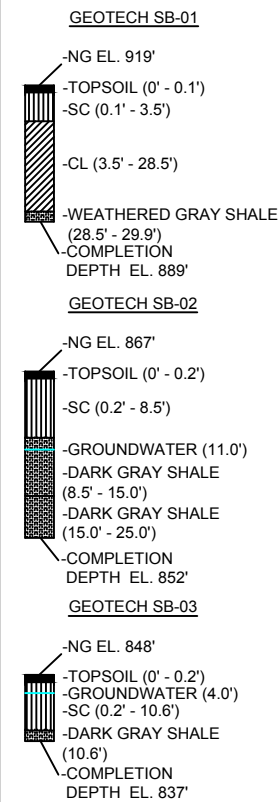 GEOTECH SB-01
-NG EL. 919'
-TOPSOIL (0' - 0.1')
-SC (0.1' - 3.5')
-CL (3.5' - 28.5')
-WEATHERED GRAY SHALE
(28.5' - 29.9')
-COMPLETION
DEPTH EL. 889'
GEOTECH SB-02
-NG EL. 867'
-TOPSOIL (0' - 0.2')
-SC (0.2' - 8.5')
-GROUNDWATER (11.0')
-DARK GRAY SHALE
(8.5' - 15.0')
-DARK GRAY SHALE
(15.0' - 25.0')
-COMPLETION
DEPTH EL. 852'
GEOTECH SB-03
-NG EL. 848'
-TOPSOIL (0' - 0.2')
-GROUNDWATER (4.0')
-SC (0.2' - 10.6')
-DARK GRAY SHALE
(10.6')
-COMPLETION
DEPTH EL. 837'